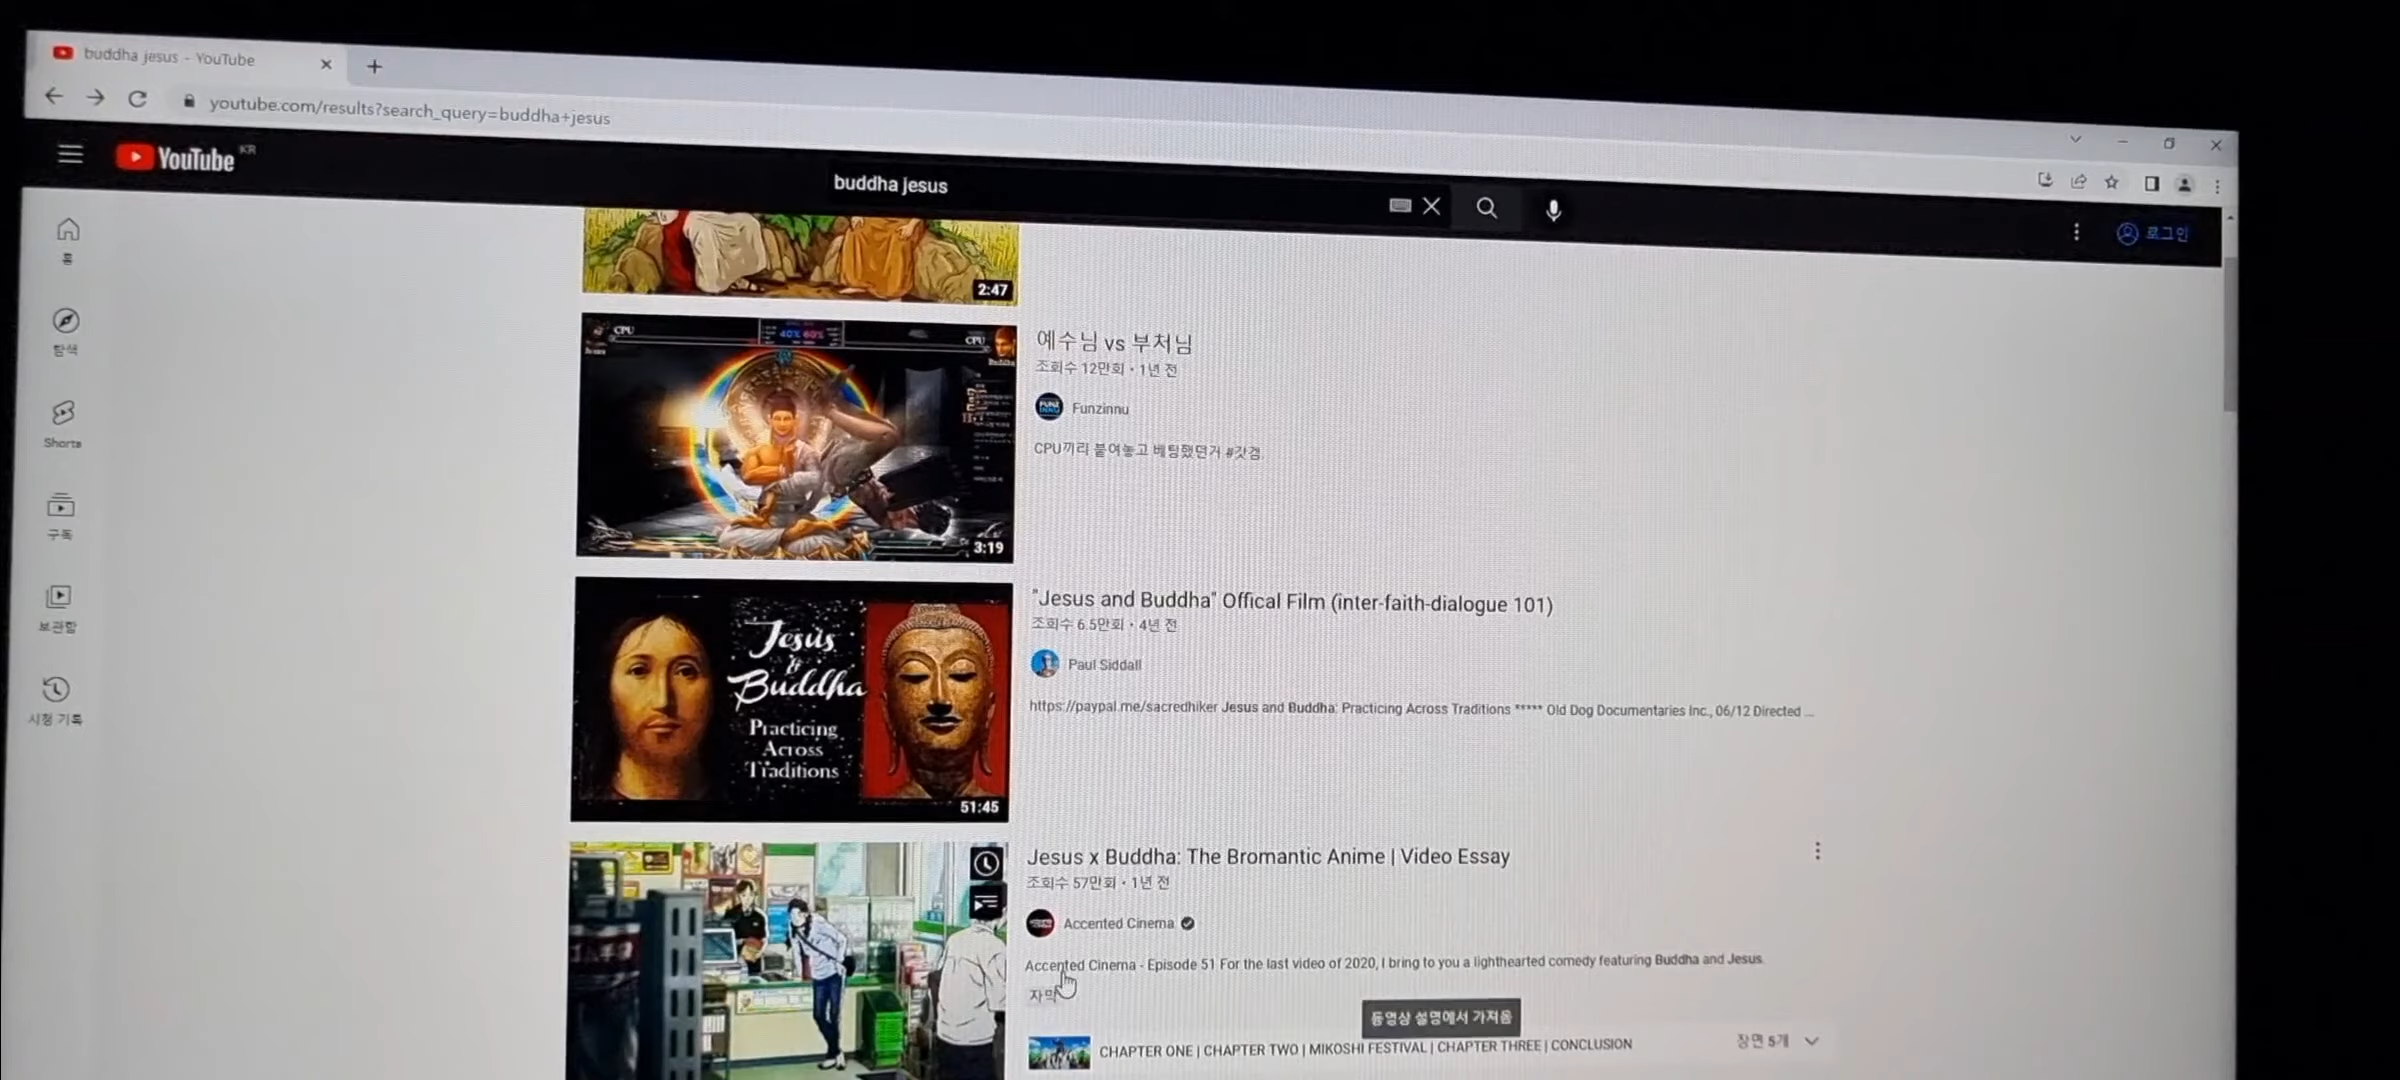 buddha jesus - YouTube
youtube.com/results?search_query=buddha+jesus
YouTube KR
buddha jesus
로그인
홈
탐색
Shorts
구독
보관함
시청 기록
2:47
CPU
40% 60%
CPU
3:19
예수님 vs 부처님
조회수 12만회 • 1년 전
Funzinnu
CPU끼리 붙여놓고 베팅했던거 #갓겜
Jesus
&
Buddha
Practicing
Across
Traditions
51:45
"Jesus and Buddha" Offical Film (inter-faith-dialogue 101)
조회수 6.5만회 • 4년 전
Paul Siddall
https://paypal.me/sacredhiker Jesus and Buddha: Practicing Across Traditions ***** Old Dog Documentaries Inc., 06/12 Directed ...
Jesus x Buddha: The Bromantic Anime | Video Essay
조회수 57만회 • 1년 전
Accented Cinema
Accented Cinema - Episode 51 For the last video of 2020, I bring to you a lighthearted comedy featuring Buddha and Jesus
자막
동영상 설명에서 가져옴
CHAPTER ONE | CHAPTER TWO | MIKOSHI FESTIVAL | CHAPTER THREE | CONCLUSION
장면 5개